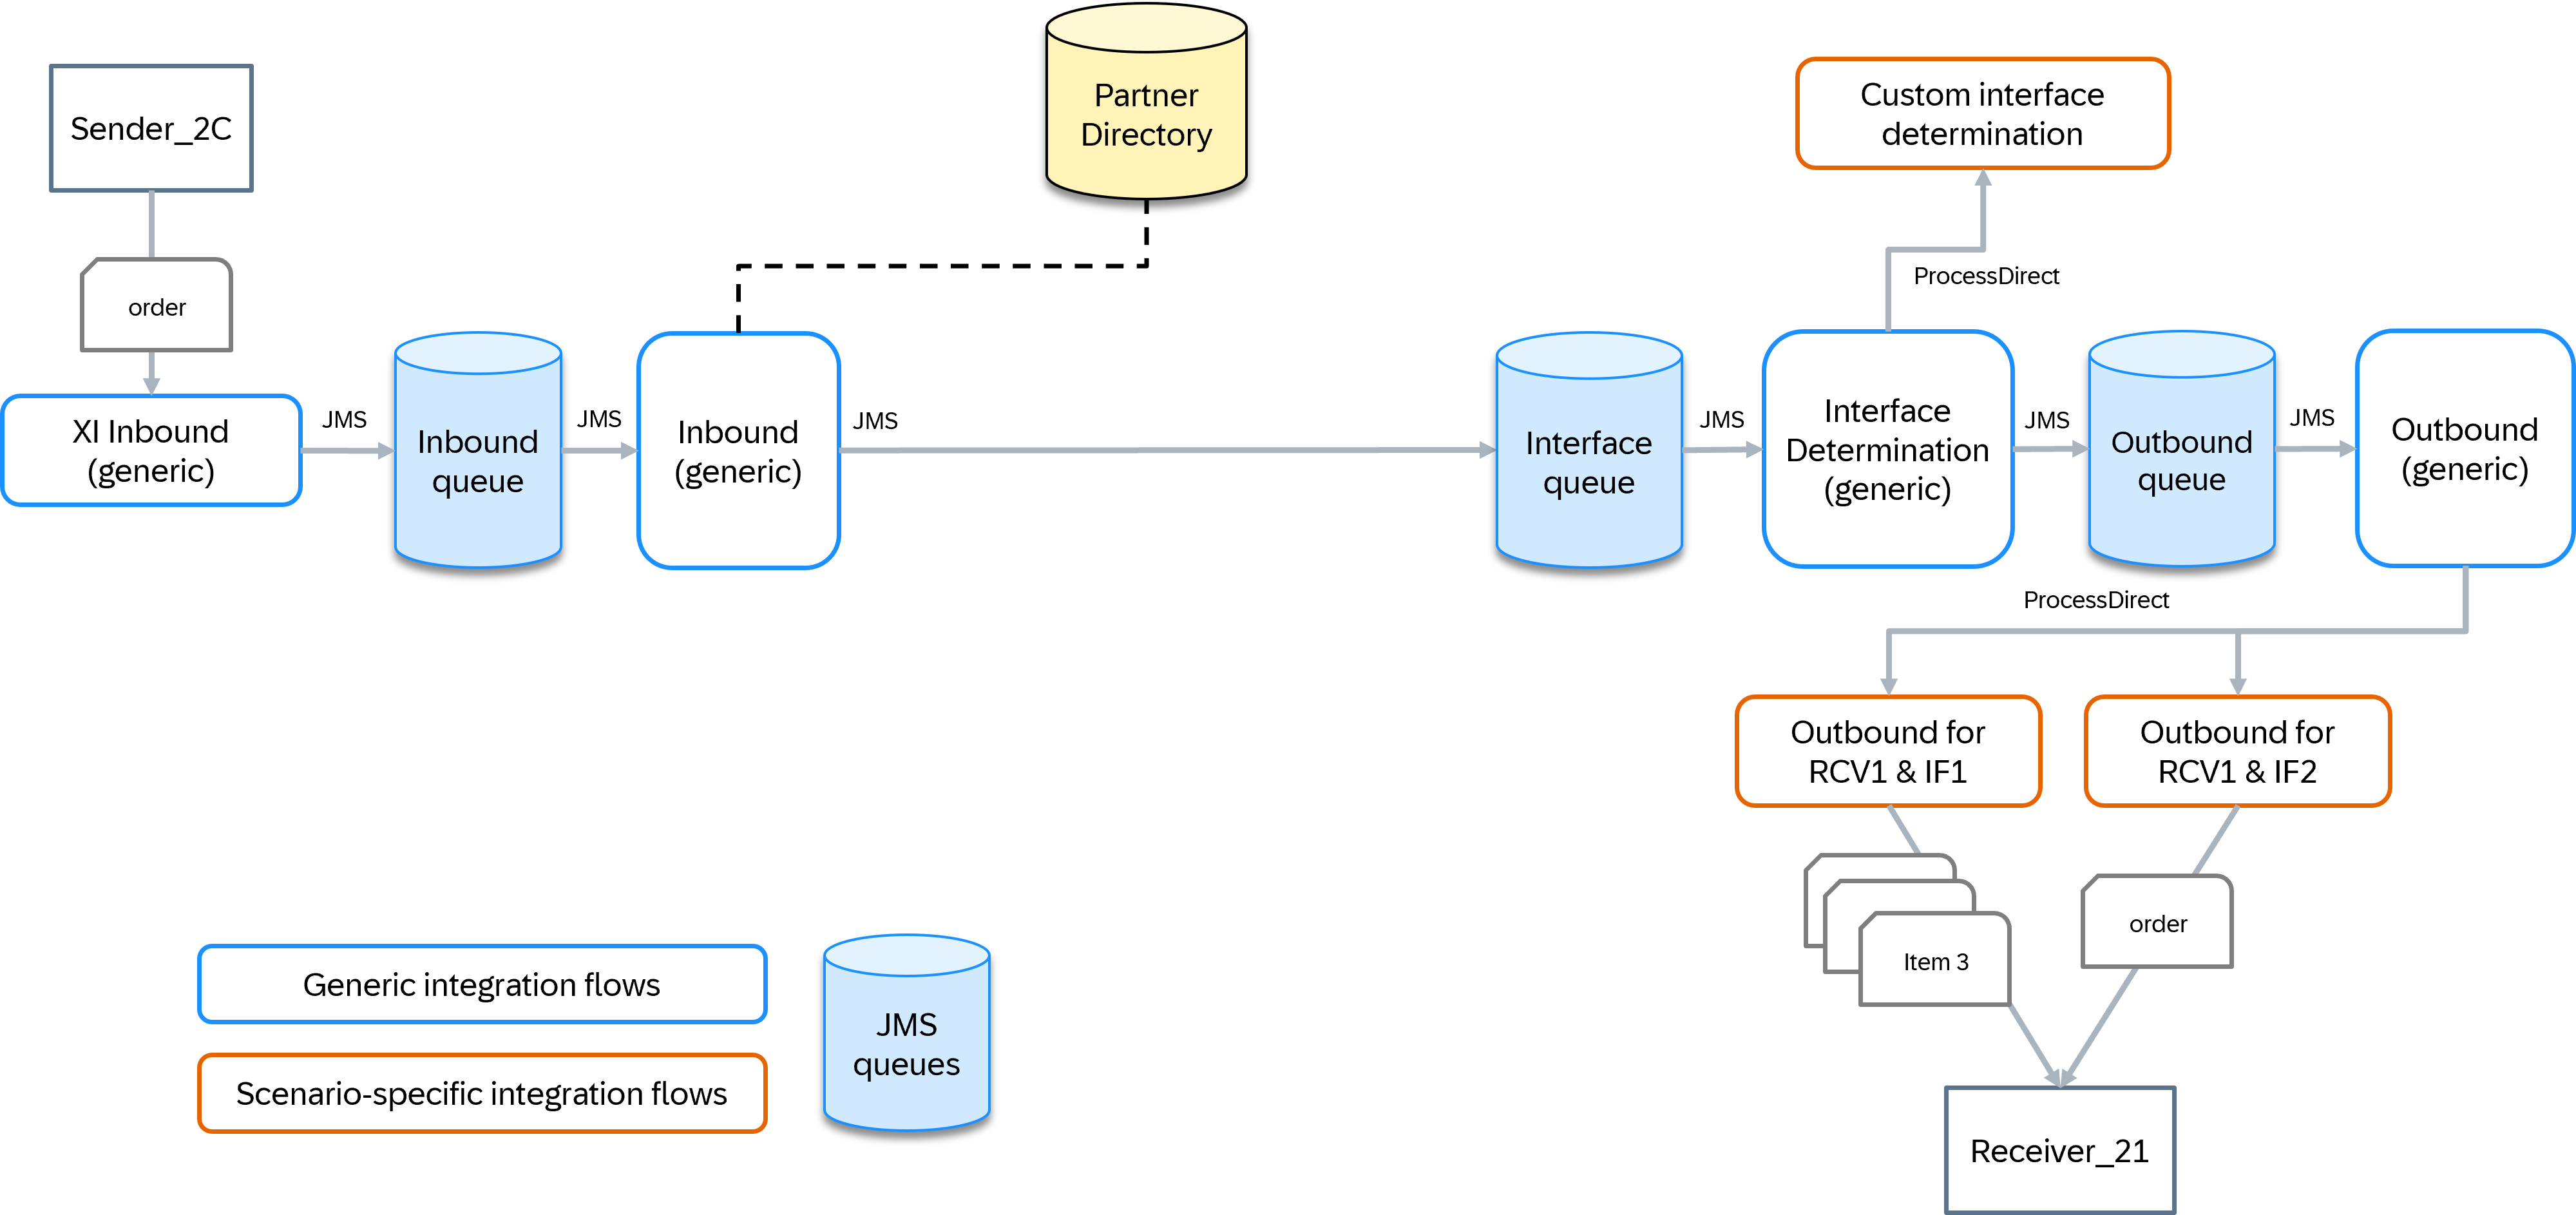 Partner
Directory
Sender_2C
Custom interface
determination
ProcessDirect
order
XI Inbound
(generic)
JMS
Inbound
queue
JMS
Inbound
(generic)
JMS
Interface
queue
JMS
Interface
Determination
(generic)
JMS
Outbound
queue
JMS
Outbound
(generic)
ProcessDirect
Outbound for
RCV1 & IF1
Outbound for
RCV1 & IF2
Item 3
order
Receiver_21
Generic integration flows
Scenario-specific integration flows
JMS
queues